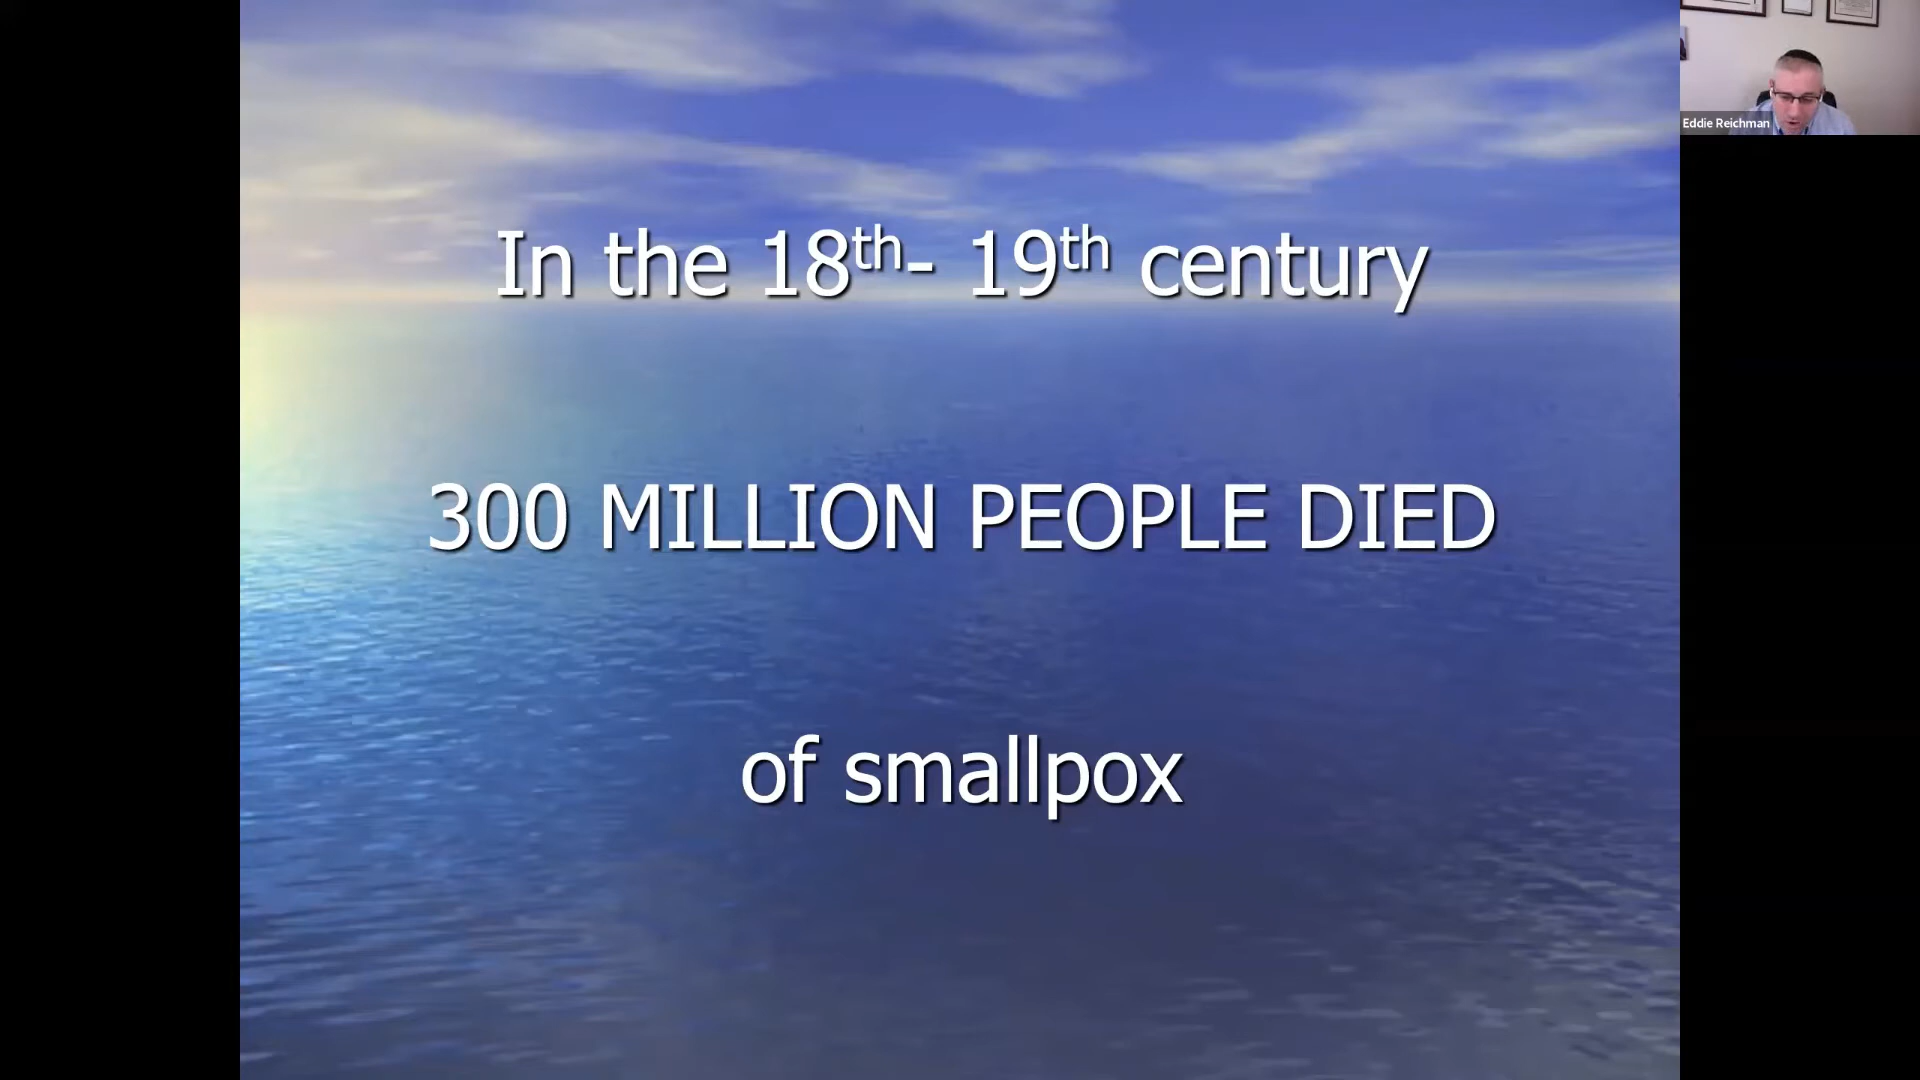 In the 18th- 19th century
300 MILLION PEOPLE DIED
of smallpox
Eddie Reichman